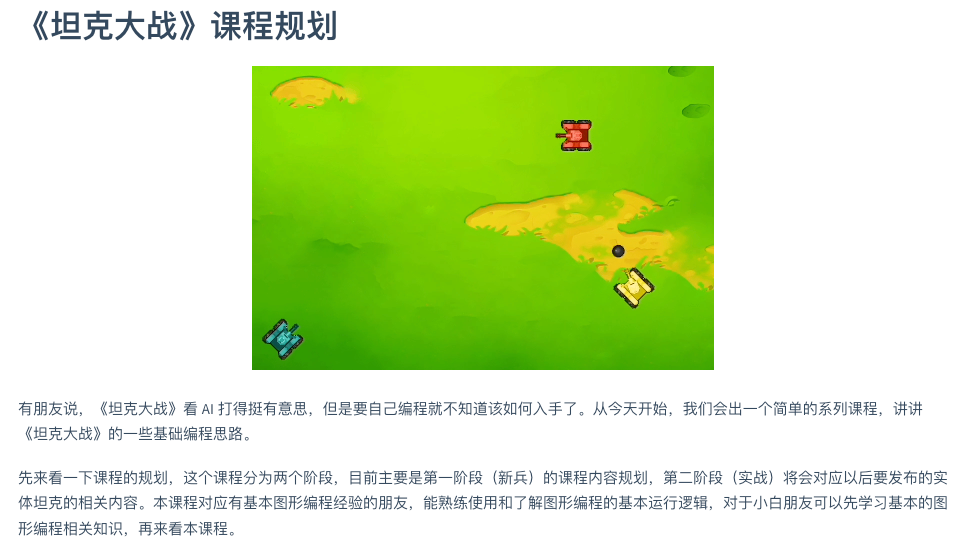 《坦克大战》课程规划
有朋友说，《坦克大战》看 AI 打得挺有意思，但是要自己编程就不知道该如何入手了。从今天开始，我们会出一个简单的系列课程，讲讲
《坦克大战》的一些基础编程思路。
先来看一下课程的规划，这个课程分为两个阶段，目前主要是第一阶段（新兵）的课程内容规划，第二阶段（实战）将会对应以后要发布的实
体坦克的相关内容。本课程对应有基本图形编程经验的朋友，能熟练使用和了解图形编程的基本运行逻辑，对于小白朋友可以先学习基本的图
形编程相关知识，再来看本课程。